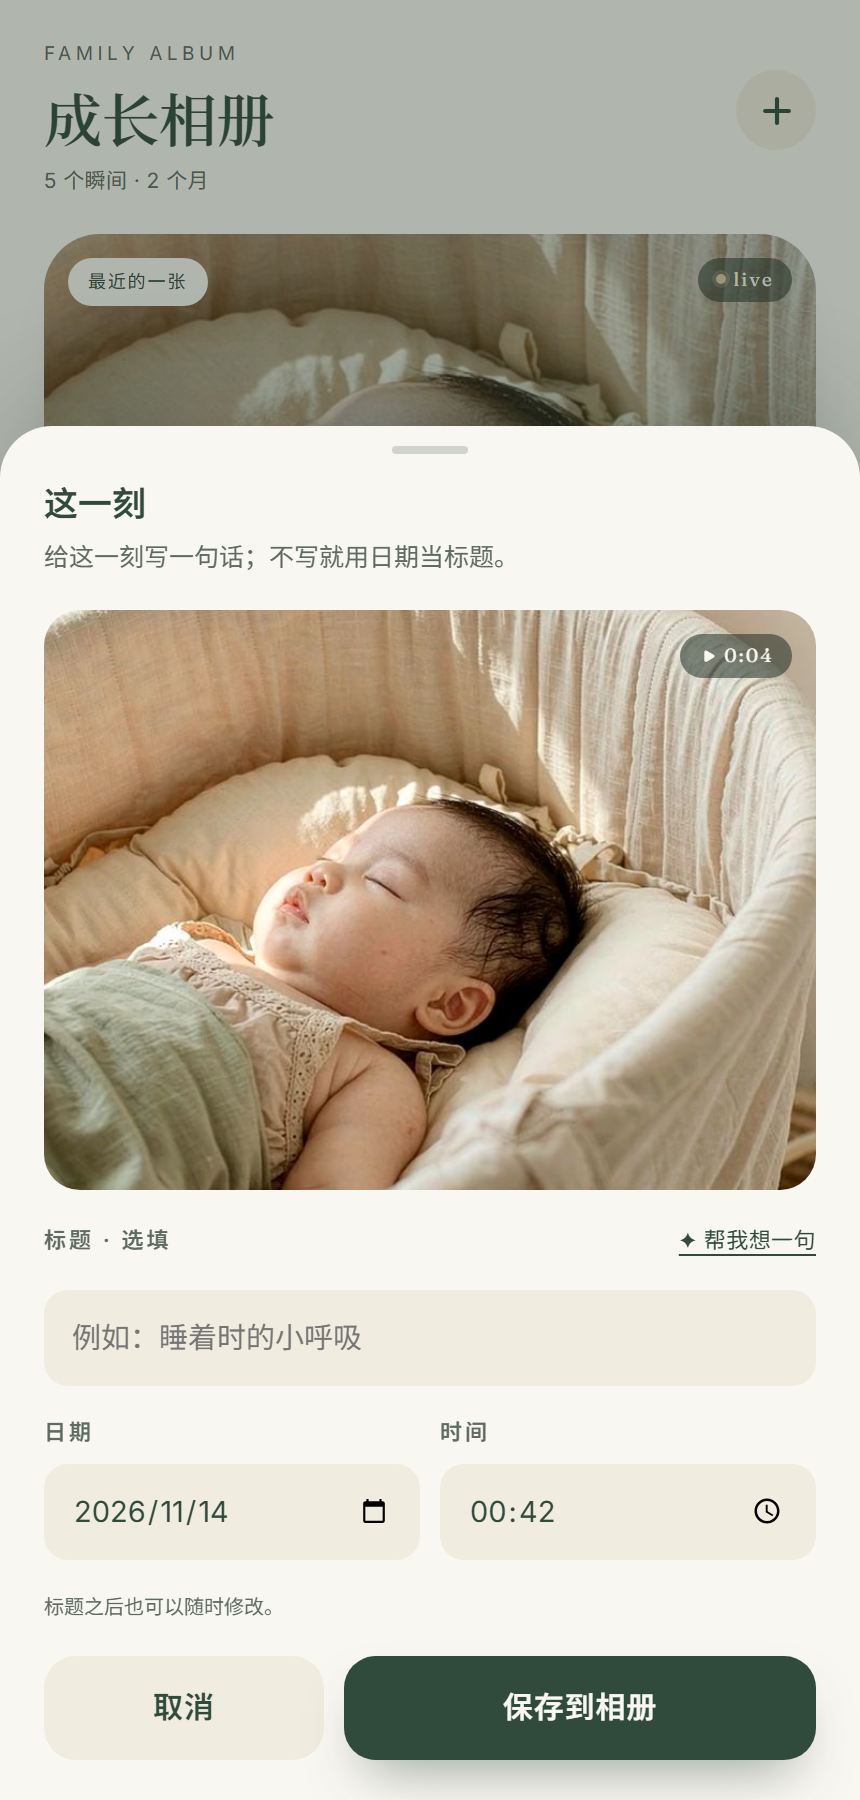 FAMILY ALBUM
成长相册
5 个瞬间 · 2 个月
最近的一张
live
这一刻
给这一刻写一句话；不写就用日期当标题。
0:04
标题 · 选填
✦ 帮我想一句
例如：睡着时的小呼吸
日期
时间
2026/11/14
00:42
标题之后也可以随时修改。
取消
保存到相册